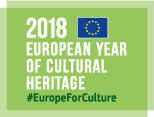 2018
EUROPEAN YEAR
OF CULTURAL
HERITAGE
#EuropeForCulture